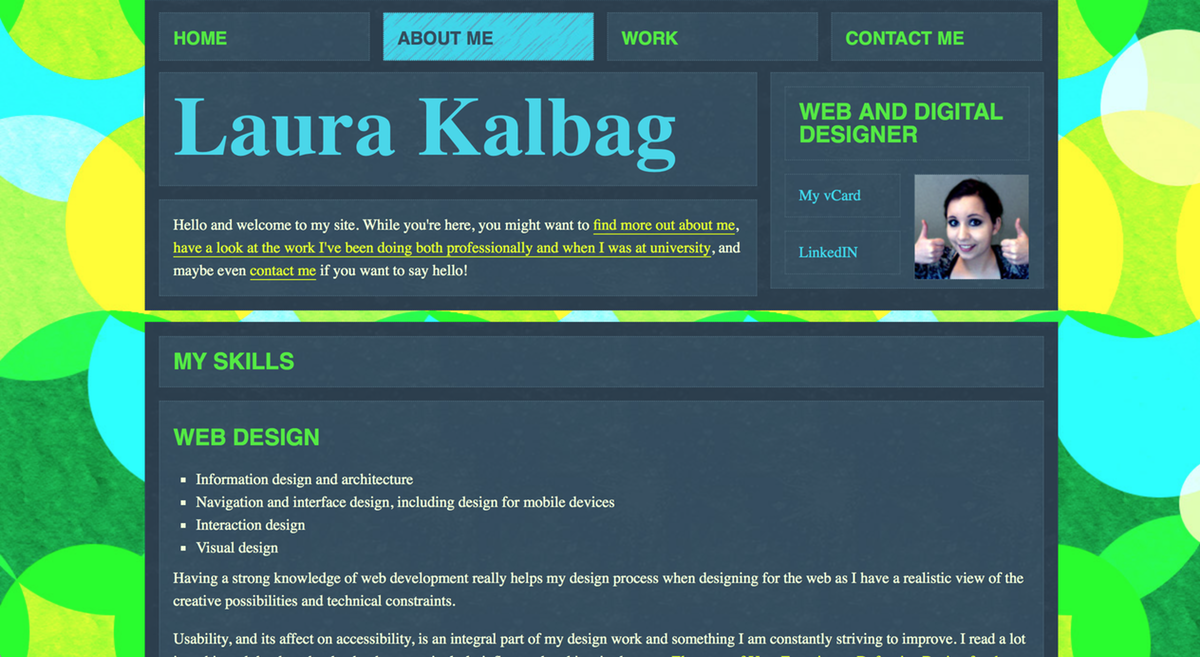 HOME
ABOUT ME
WORK
CONTACT ME
Laura Kalbag
WEB AND DIGITAL
DESIGNER
My vCard
LinkedIN
Hello and welcome to my site. While you're here, you might want to find more out about me,
have a look at the work I've been doing both professionally and when I was at university, and
maybe even contact me if you want to say hello!
MY SKILLS
WEB DESIGN
Information design and architecture
Navigation and interface design, including design for mobile devices
Interaction design
Visual design
Having a strong knowledge of web development really helps my design process when designing for the web as I have a realistic view of the
creative possibilities and technical constraints.
Usability, and its affect on accessibility, is an integral part of my design work and something I am constantly striving to improve. I read a lot